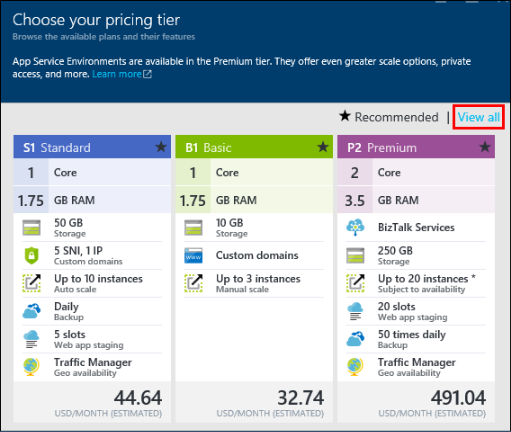 Choose your pricing tier
Browse the available plans and their features
App Service Environments are available in the Premium tier. They offer even greater scale options, private
access, and more. Learn more
Recommended | View all
S1 Standard
1 Core
1.75 GB RAM
50 GB
Storage
5 SNI, 1 IP
Custom domains
Up to 10 instances
Auto scale
Daily
Backup
5 slots
Web app staging
Traffic Manager
Geo availability
44.64
USD/MONTH (ESTIMATED)
B1 Basic
1 Core
1.75 GB RAM
10 GB
Storage
www
Custom domains
Up to 3 instances
Manual scale
32.74
USD/MONTH (ESTIMATED)
P2 Premium
2 Core
3.5 GB RAM
BizTalk Services
250 GB
Storage
Up to 20 instances *
Subject to availability
20 slots
Web app staging
50 times daily
Backup
Traffic Manager
Geo availability
491.04
USD/MONTH (ESTIMATED)